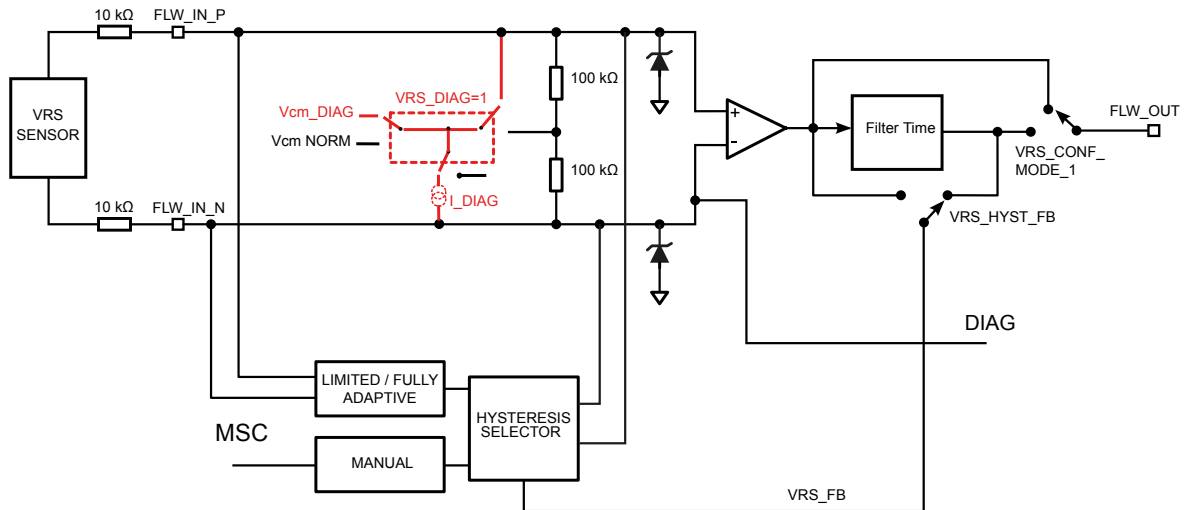 10 kΩ
FLW_IN_P
VRS
SENSOR
VRS_DIAG=1
Vcm_DIAG
Vcm NORM
I_DIAG
100 kΩ
100 kΩ
10 kΩ
FLW_IN_N
+
-
Filter Time
FLW_OUT
VRS_CONF_
MODE_1
VRS_HYST_FB
DIAG
LIMITED / FULLY
ADAPTIVE
HYSTERESIS
SELECTOR
MSC
MANUAL
VRS_FB